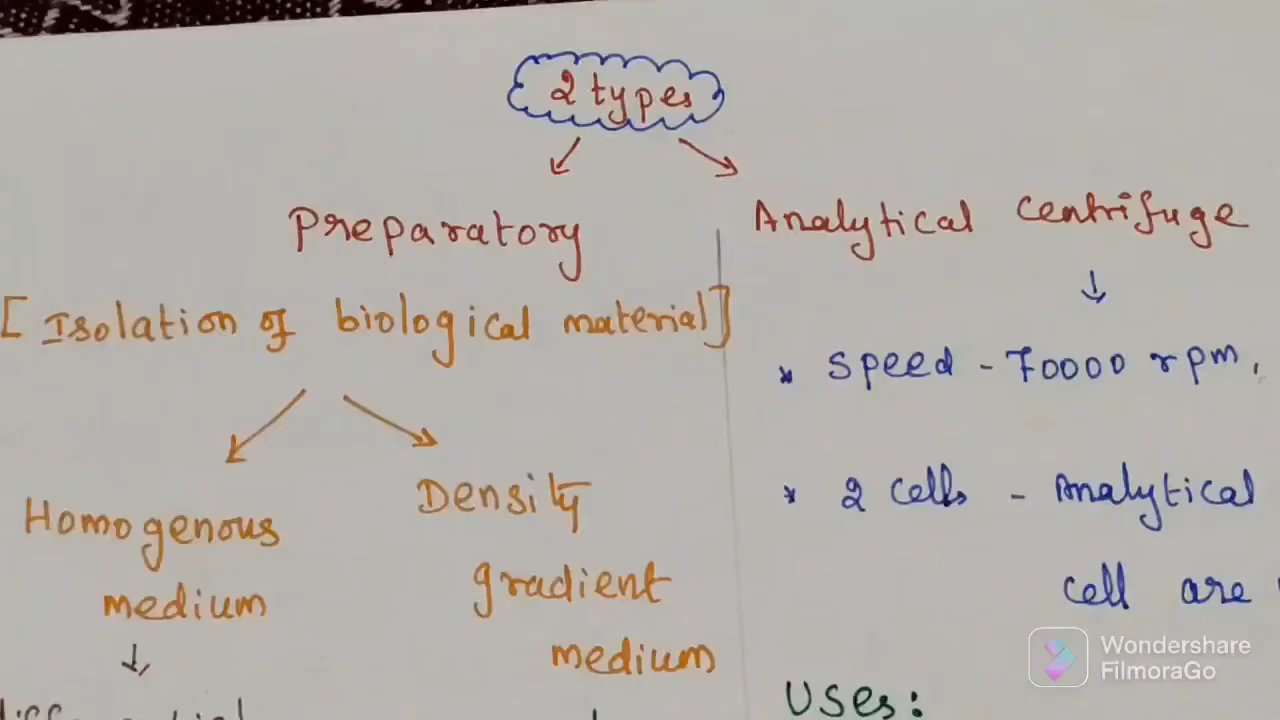 2 types
Preparatory
[Isolation of biological material]
Homogenous
medium
Density
gradient
medium
Analytical centrifuge
* Speed - 70000 rpm.
* 2 cells - Analytical
cell are
Uses:
Wondershare
FilmoraGo